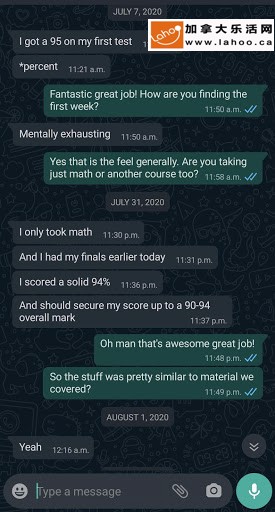 JULY 7, 2020
加拿大乐活网
Lahoo
www.lahoo.ca
I got a 95 on my first test
*percent 11:21 a.m.
Fantastic great job! How are you finding the
first week?
11:50 a.m.
Mentally exhausting 11:50 a.m.
Yes that is the feel generally. Are you taking
just math or another course too? 11:58 a.m.
JULY 31, 2020
I only took math 11:30 p.m.
And I had my finals earlier today 11:31 p.m.
I scored a solid 94% 11:36 p.m.
And should secure my score up to a 90-94
overall mark 11:37 p.m.
Oh man that's awesome great job!
11:48 p.m.
So the stuff was pretty similar to material we
covered? 11:49 p.m.
AUGUST 1, 2020
Yeah 12:16 a.m.
Type a message